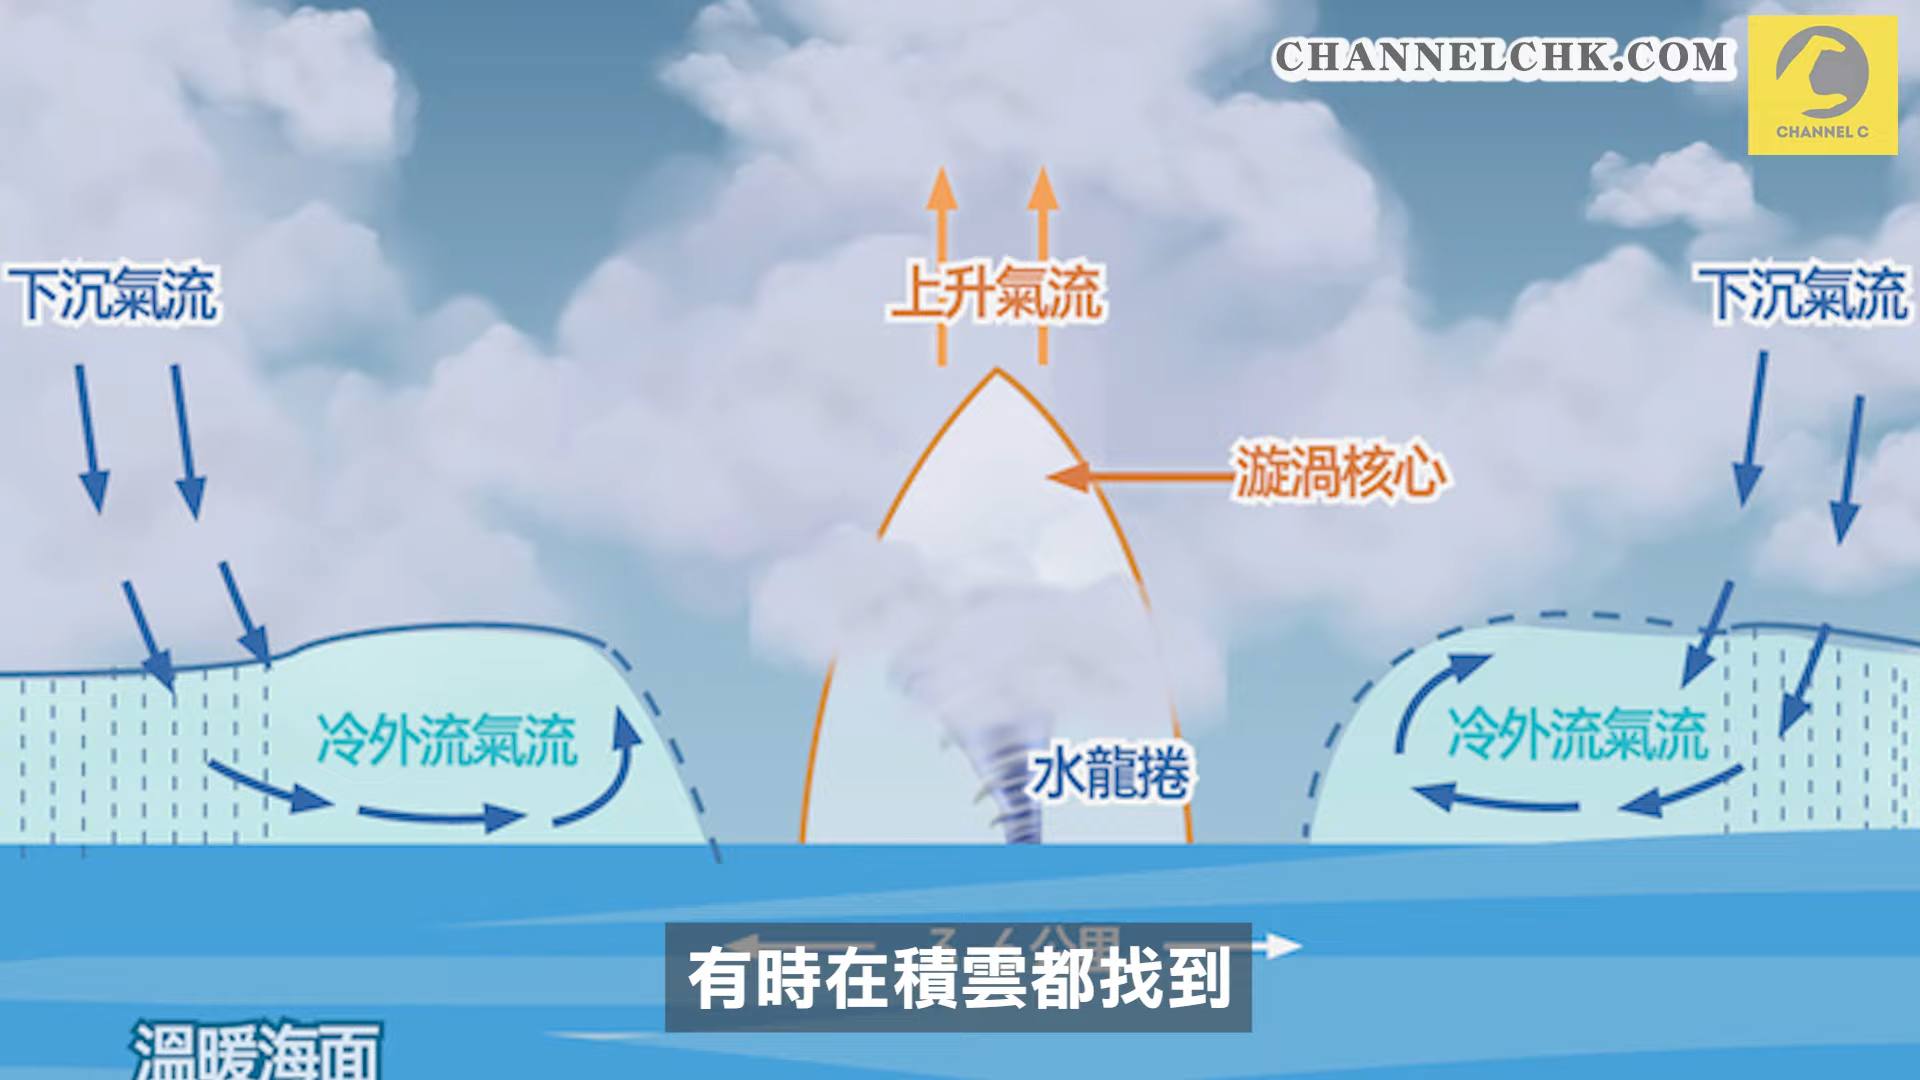 CHANNELCHK.COM
CHANNEL C
下沉氣流
上升氣流
下沉氣流
漩渦核心
冷外流氣流
冷外流氣流
水龍捲
公里
有時在積雲都找到
溫暖海面